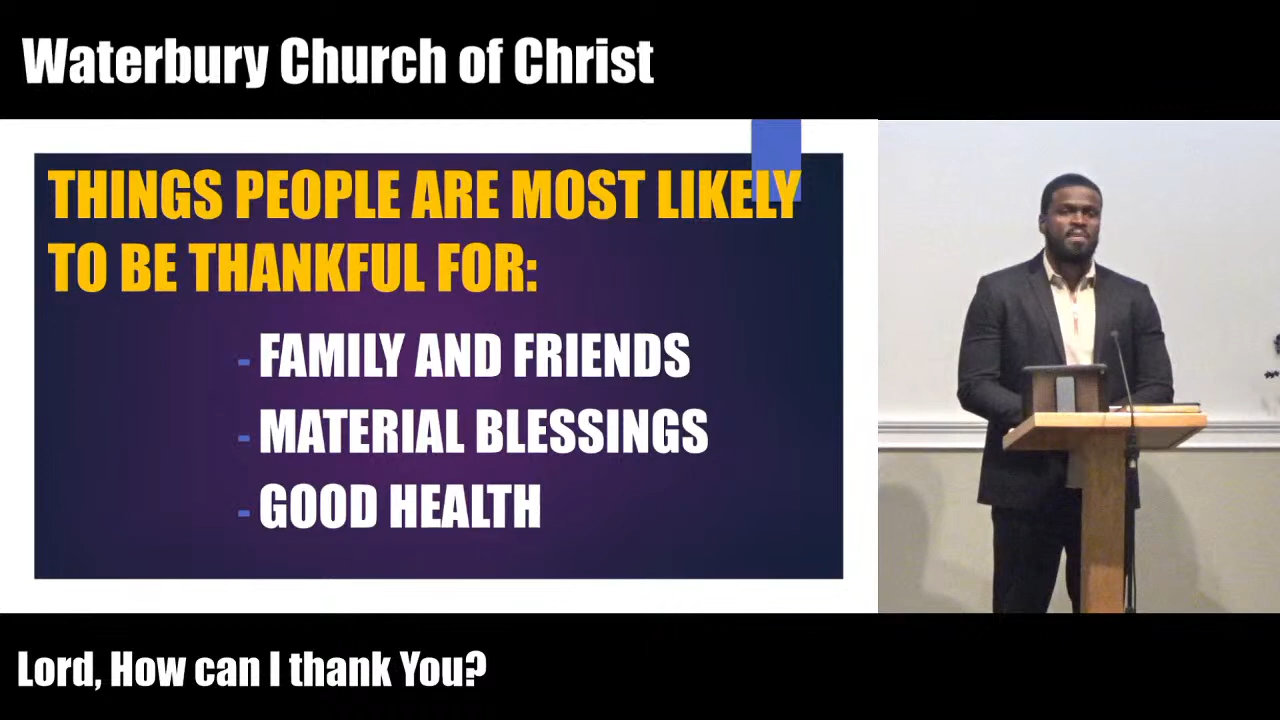 Waterbury Church of Christ
THINGS PEOPLE ARE MOST LIKELY
TO BE THANKFUL FOR:
- FAMILY AND FRIENDS
- MATERIAL BLESSINGS
- GOOD HEALTH
Lord, How can I thank You?